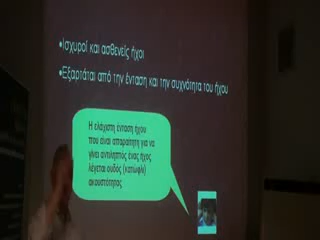 •Ισχυροί και ασθενείς ήχοι
•Εξαρτάται από την ένταση και την συχνότητα του ήχου
Η ελάχιστη ένταση ήχου
που είναι απαραίτητη για να
γίνει αντιληπτός ένας ήχος
λέγεται ουδός (κατώφλι)
ακουστότητας